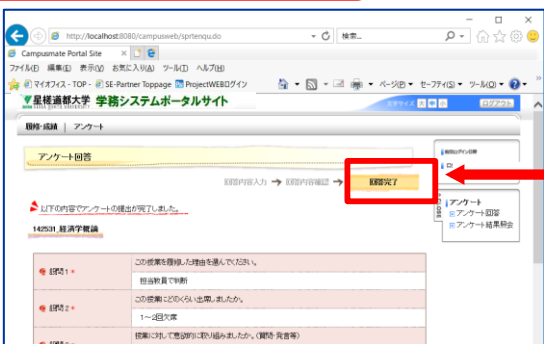 http://localhost:8080/campusweb/sprtenqu.do
検索...
Campusmate Portal Site
ファイル(F) 編集(E) 表示(V) お気に入り(A) ツール(T) ヘルプ(H)
マイオフィス - TOP - SE-Partner Toppage ProjectWEBログイン ページ(P) セーフティ(S) ツール(O)
星槎道都大学 学務システムポータルサイト
文字サイズ 大 中 小 ログアウト
履修・成績 | アンケート
アンケート回答
回答内容入力 → 回答内容確認 → 回答完了
CLOSE
アンケート
アンケート回答
アンケート結果照会
以下の内容でアンケートの提出が完了しました。
142531_経済学概論
設問1* この授業を履修した理由を選んでください。
担当教員で判断
設問2* この授業にどのくらい出席しましたか。
1～2回欠席
授業に対して意欲的に取り組みましたか。(質問・発言等)